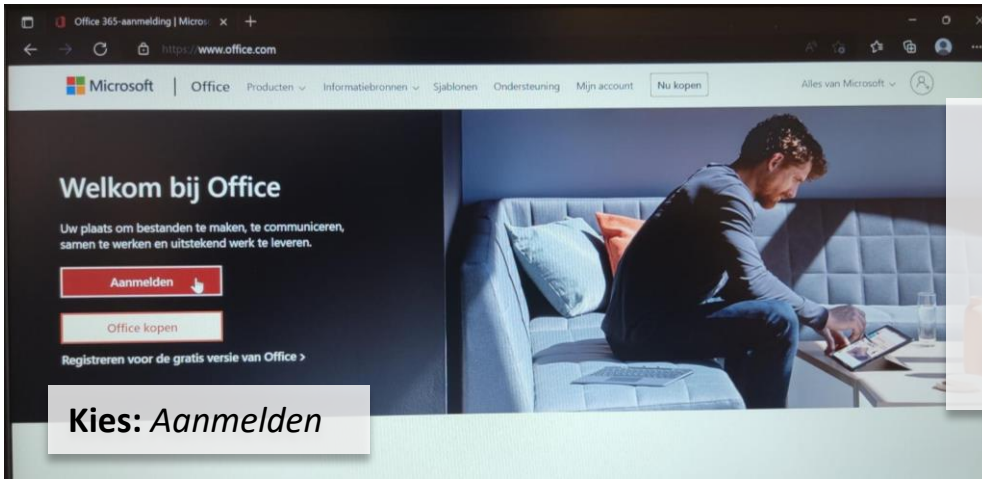 Office 365-aanmelding | Micros
https://www.office.com
Microsoft | Office Producten Informatiebronnen Sjablonen Ondersteuning Mijn account Nu kopen Alles van Microsoft
Welkom bij Office
Uw plaats om bestanden te maken, te communiceren,
samen te werken en uitstekend werk te leveren.
Aanmelden
Office kopen
Registreren voor de gratis versie van Office >
Kies: Aanmelden